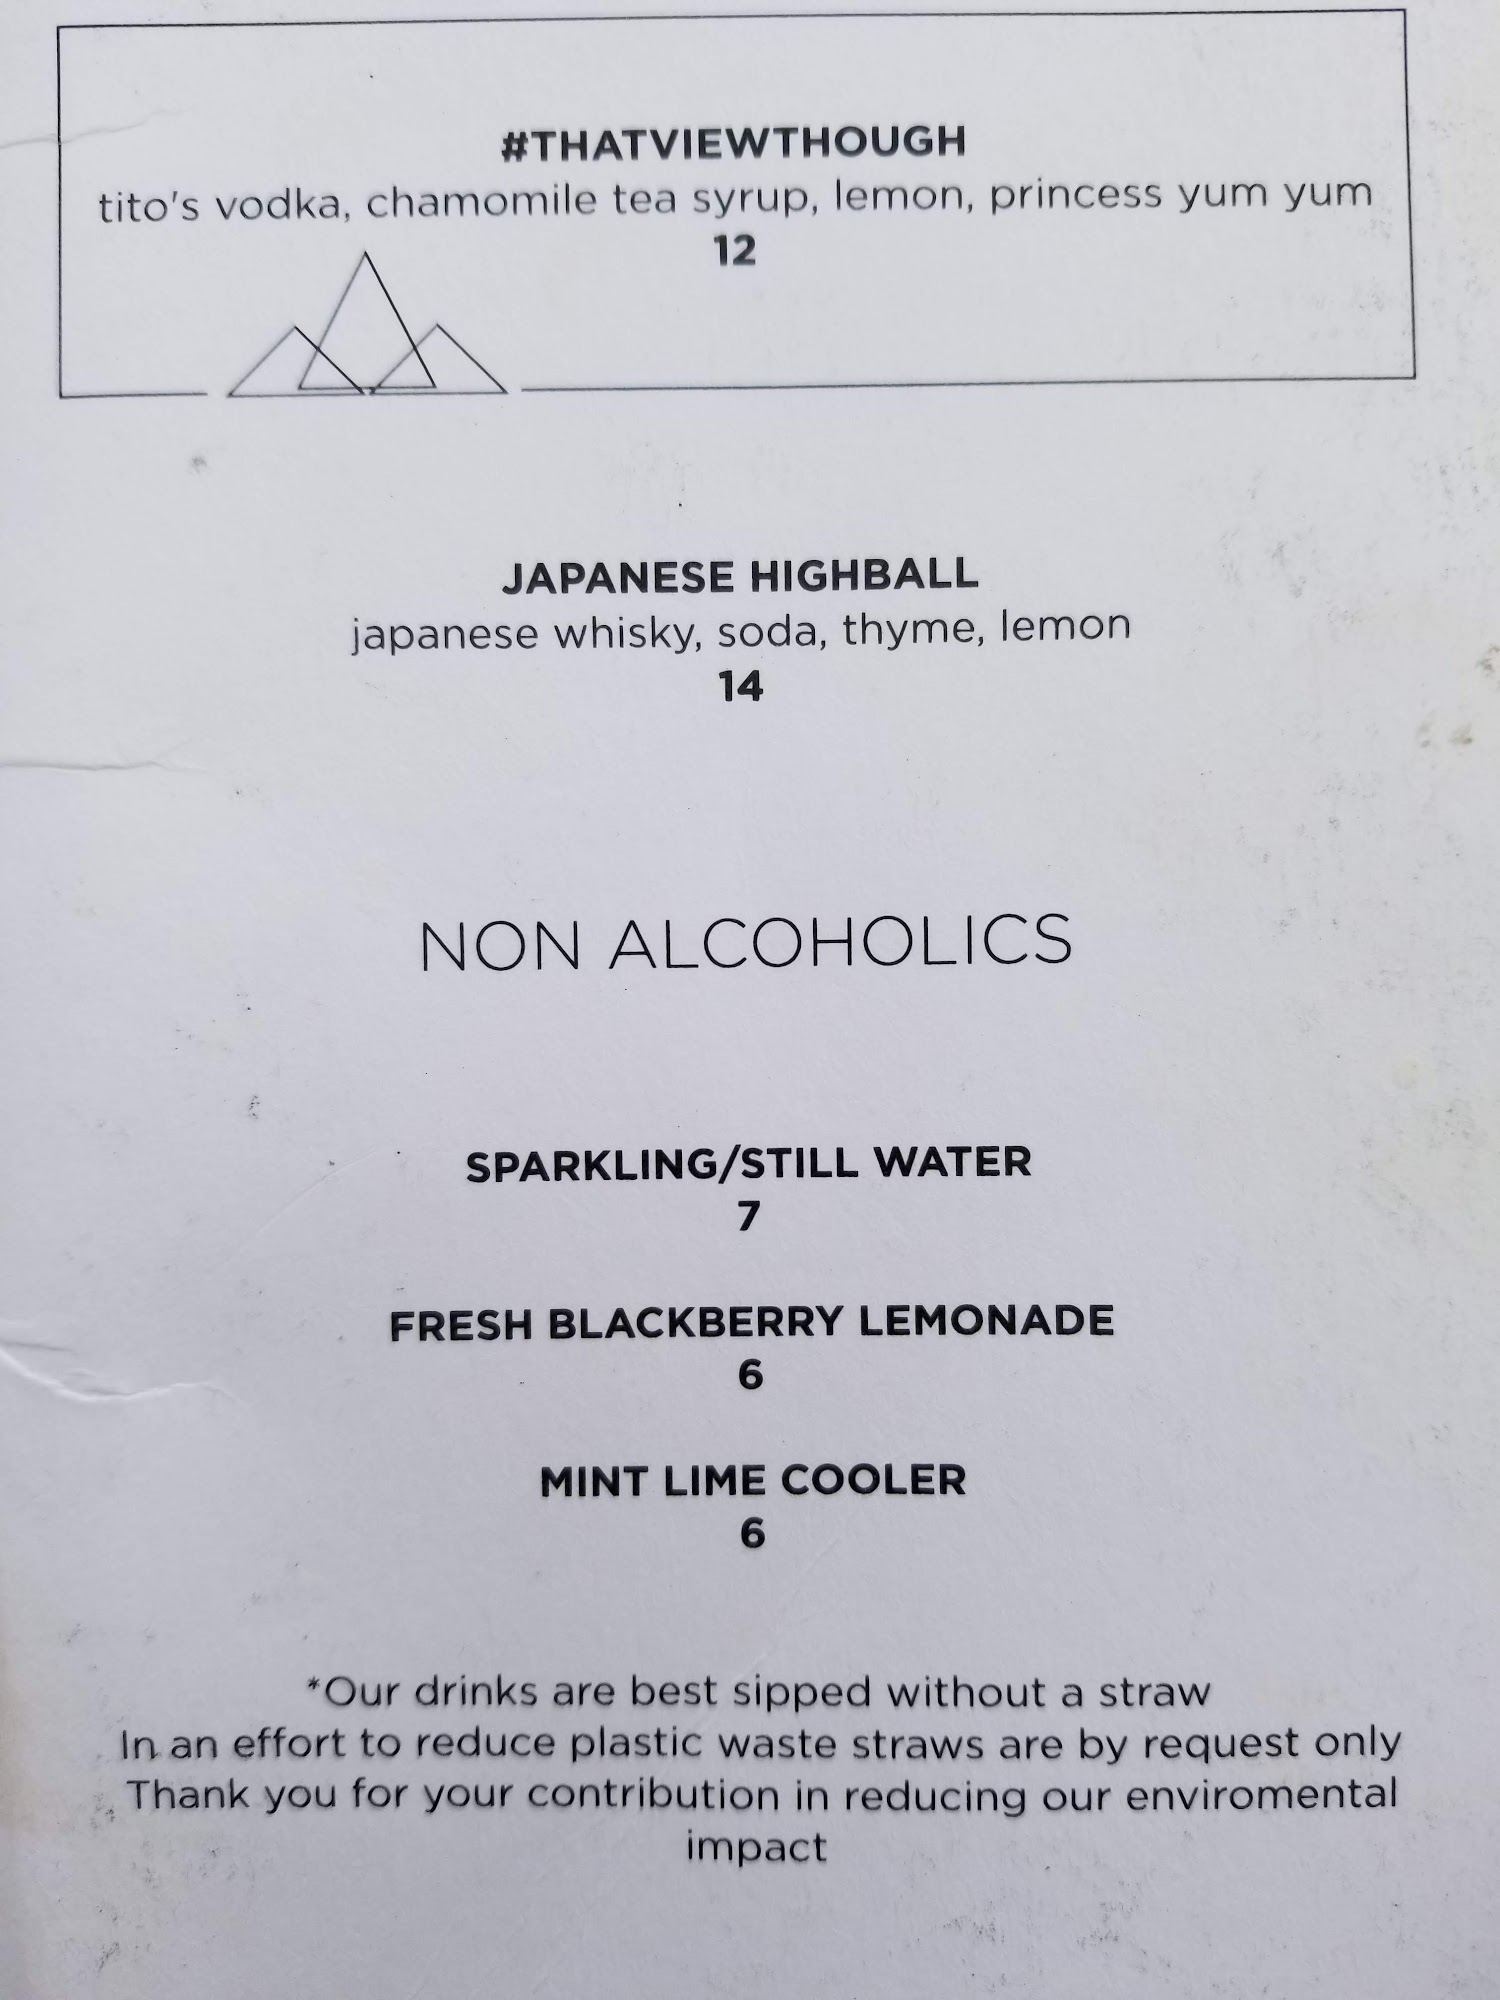 #THATVIEWTHOUGH
tito's vodka, chamomile tea syrup, lemon, princess yum yum
12
JAPANESE HIGHBALL
japanese whisky, soda, thyme, lemon
14
NON ALCOHOLICS
SPARKLING/STILL WATER
7
FRESH BLACKBERRY LEMONADE
6
MINT LIME COOLER
6
*Our drinks are best sipped without a straw
In an effort to reduce plastic waste straws are by request only
Thank you for your contribution in reducing our enviromental
impact